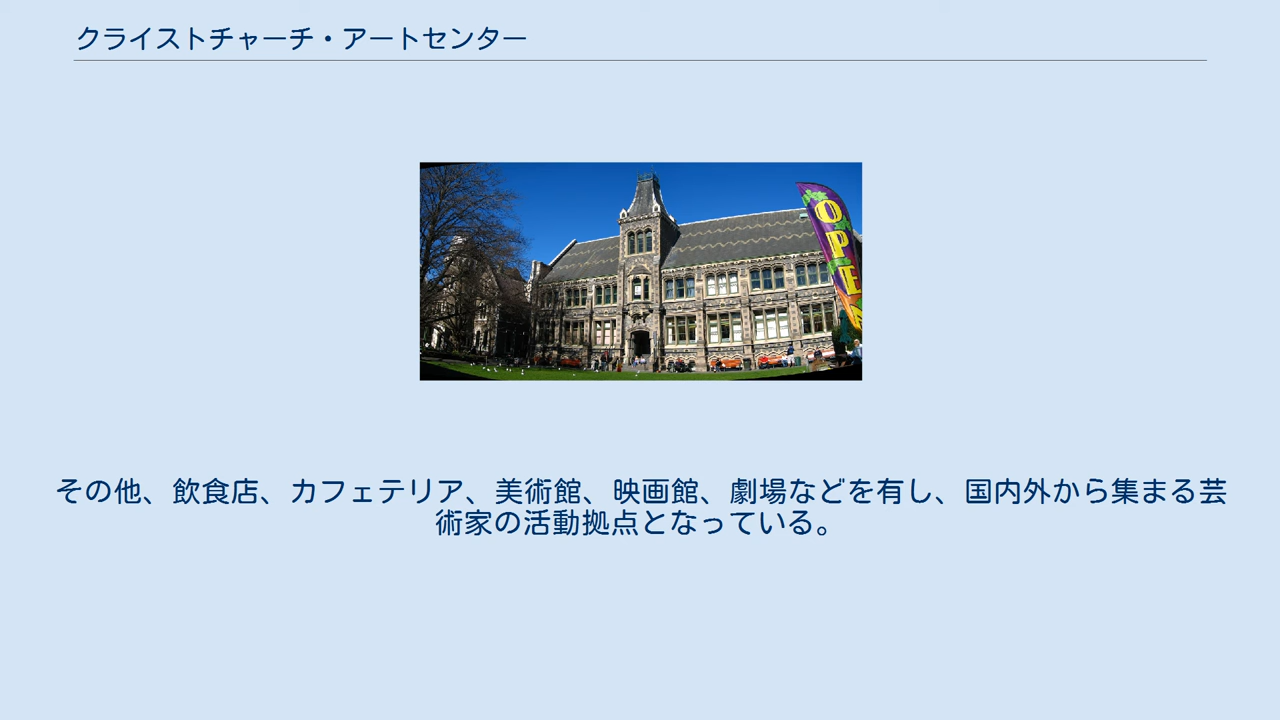 クライストチャーチ・アートセンター
OPEN
その他、飲食店、カフェテリア、美術館、映画館、劇場などを有し、国内外から集まる芸
術家の活動拠点となっている。